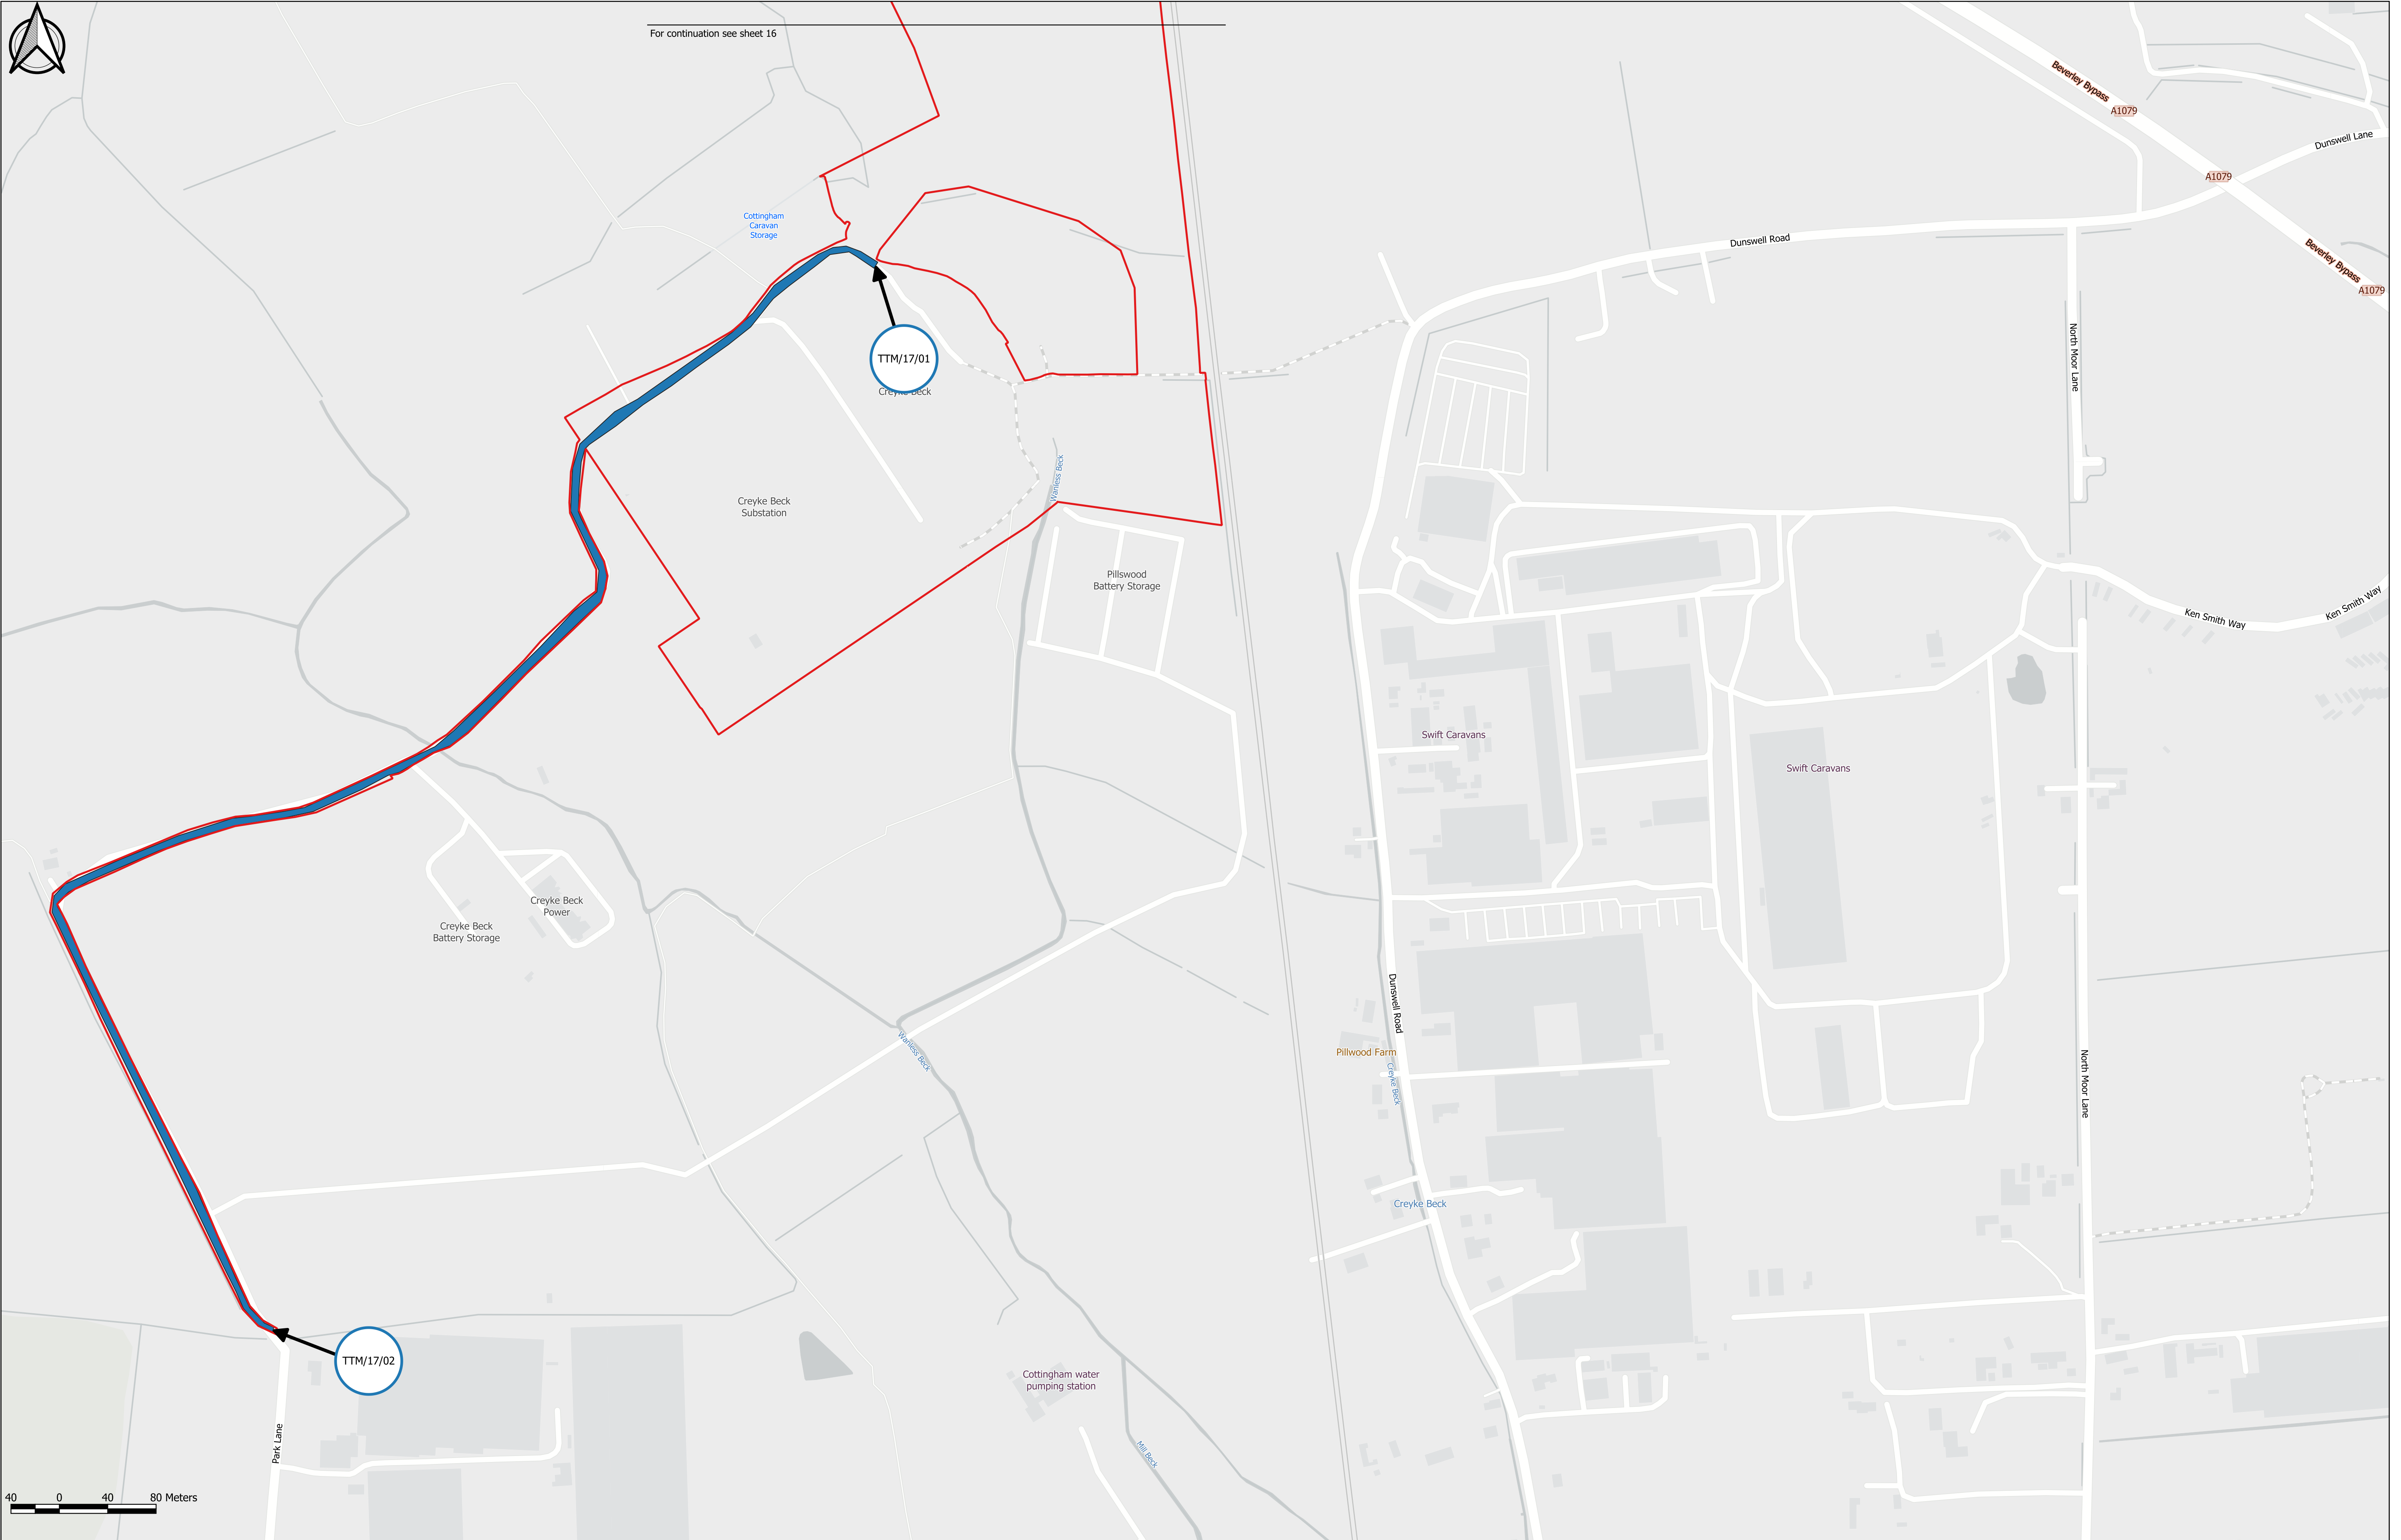 For continuation see sheet 16
Beverley Bypass
A1079
Dunswell Lane
A1079
Cottingham
Caravan
Storage
Dunswell Road
Beverley Bypass
A1079
TTM/17/01
Creyke Beck
North Moor Lane
Wanless Beck
Creyke Beck
Substation
Pillswood
Battery Storage
Ken Smith Way
Ken Smith Way
Swift Caravans
Swift Caravans
Creyke Beck
Power
Creyke Beck
Battery Storage
Dunswell Road
Wanless Beck
Pillwood Farm
Creyke Beck
North Moor Lane
Creyke Beck
TTM/17/02
Cottingham water
pumping station
Park Lane
Mill Beck
40 0 40 80 Meters